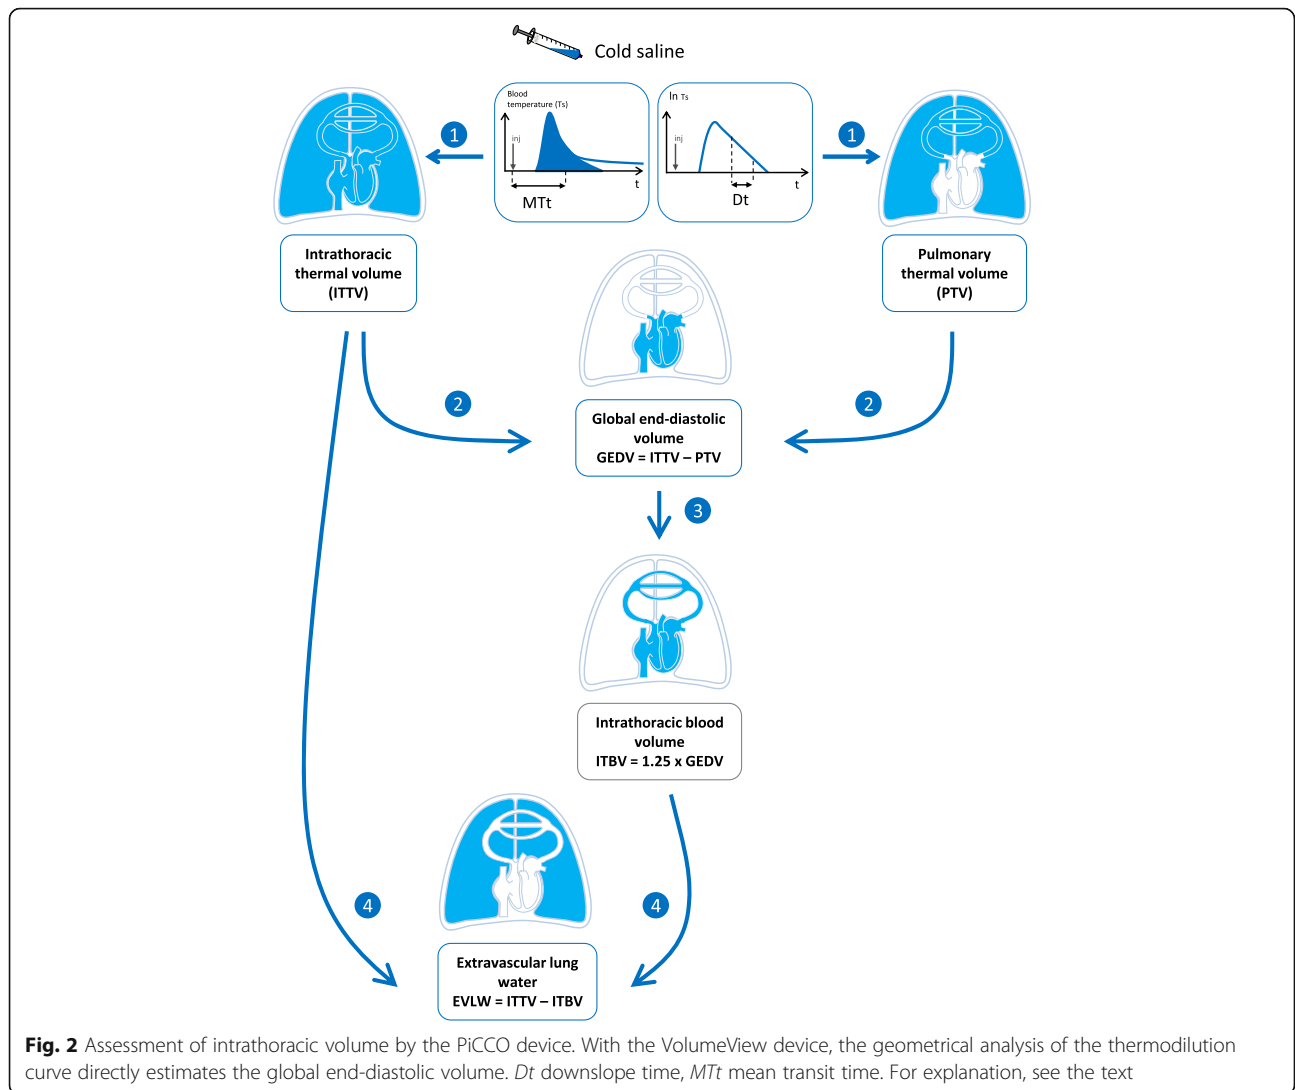 Cold saline
Blood
temperature (Ts)
inj
t
MTt
ln Ts
inj
t
Dt
1
1
Intrathoracic
thermal volume
(ITTV)
Pulmonary
thermal volume
(PTV)
2
2
Global end-diastolic
volume
GEDV = ITTV – PTV
3
Intrathoracic blood
volume
ITBV = 1.25 x GEDV
4
4
Extravascular lung
water
EVLW = ITTV – ITBV
Fig. 2 Assessment of intrathoracic volume by the PiCCO device. With the VolumeView device, the geometrical analysis of the thermodilution
curve directly estimates the global end-diastolic volume. Dt downslope time, MTt mean transit time. For explanation, see the text